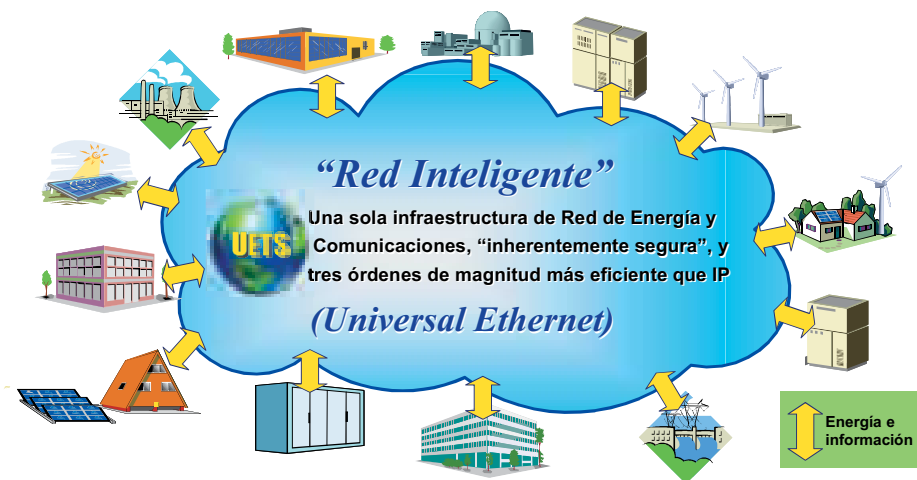 “Red Inteligente”
Una sola infraestructura de Red de Energía y
Comunicaciones, “inherentemente segura”, y
tres órdenes de magnitud más eficiente que IP
UETS
(Universal Ethernet)
Energía e
información